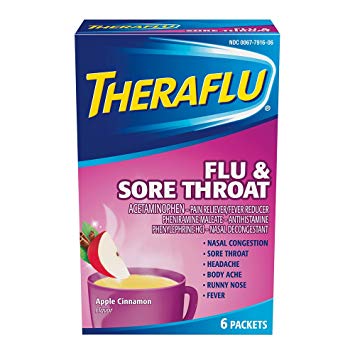 NDC 0067-7916-06
THERAFLU®
FLU &
SORE THROAT
ACETAMINOPHEN - PAIN RELIEVER/FEVER REDUCER
PHENIRAMINE MALEATE - ANTIHISTAMINE
PHENYLEPHRINE HCl - NASAL DECONGESTANT
• NASAL CONGESTION
• SORE THROAT
• HEADACHE
• BODY ACHE
• RUNNY NOSE
• FEVER
Apple Cinnamon
Flavor
6 PACKETS